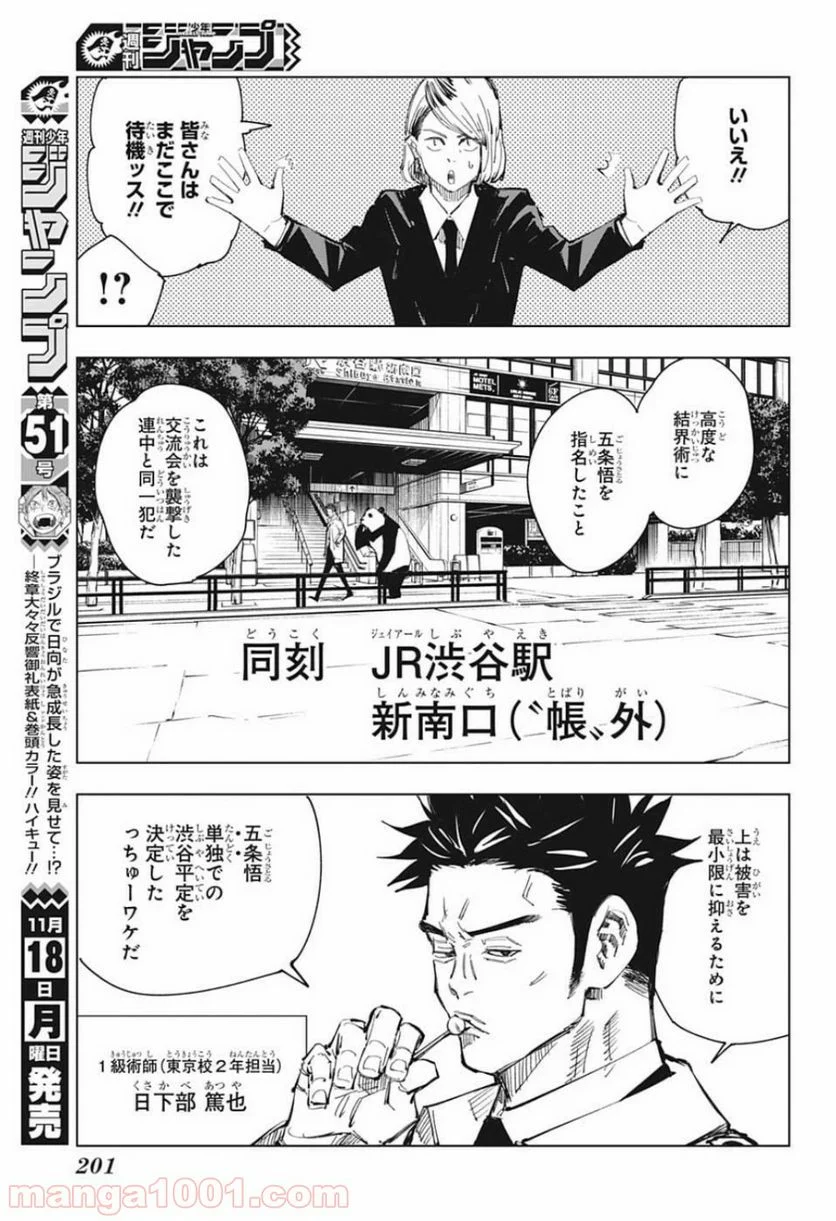 週刊
少年
ジャンプ
いいえ!!
皆さんは
まだここで
待機ッス!!
!?
高度な
結界術に
五条悟を
指名したこと
これは
交流会を襲撃した
連中と同一犯だ
Shibuya Station
MOTEL
METS.
同刻 JR渋谷駅
新南口(〝帳〟外)
上は被害を
最小限に抑えるために
五条悟
単独での
渋谷平定を
決定した
っちゅーワケだ
1級術師(東京校2年担当)
日下部 篤也
週刊少年
ジャンプ
第
51
号
ブラジルで日向が急成長した姿を見せて…!?
―終章大々々反響御礼表紙&巻頭カラー!! ハイキュー!!
11月
18
日
月
曜日
発売
201
manga1001.com